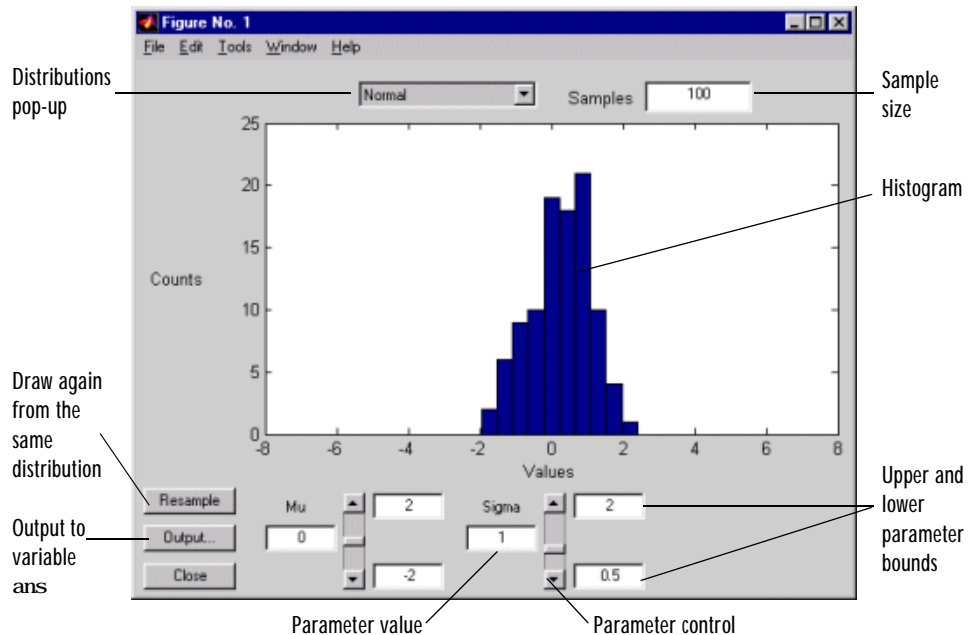 Figure No. 1
File Edit Tools Window Help
Distributions
pop-up
Normal
Samples 100
Sample
size
25
20
15
10
5
0
Counts
Histogram
-8 -6 -4 -2 0 2 4 6 8
Values
Draw again
from the
same
distribution
Output to
variable
ans
Resample
Output...
Close
Mu
0
2
-2
Sigma
1
2
0.5
Upper and
lower
parameter
bounds
Parameter value
Parameter control